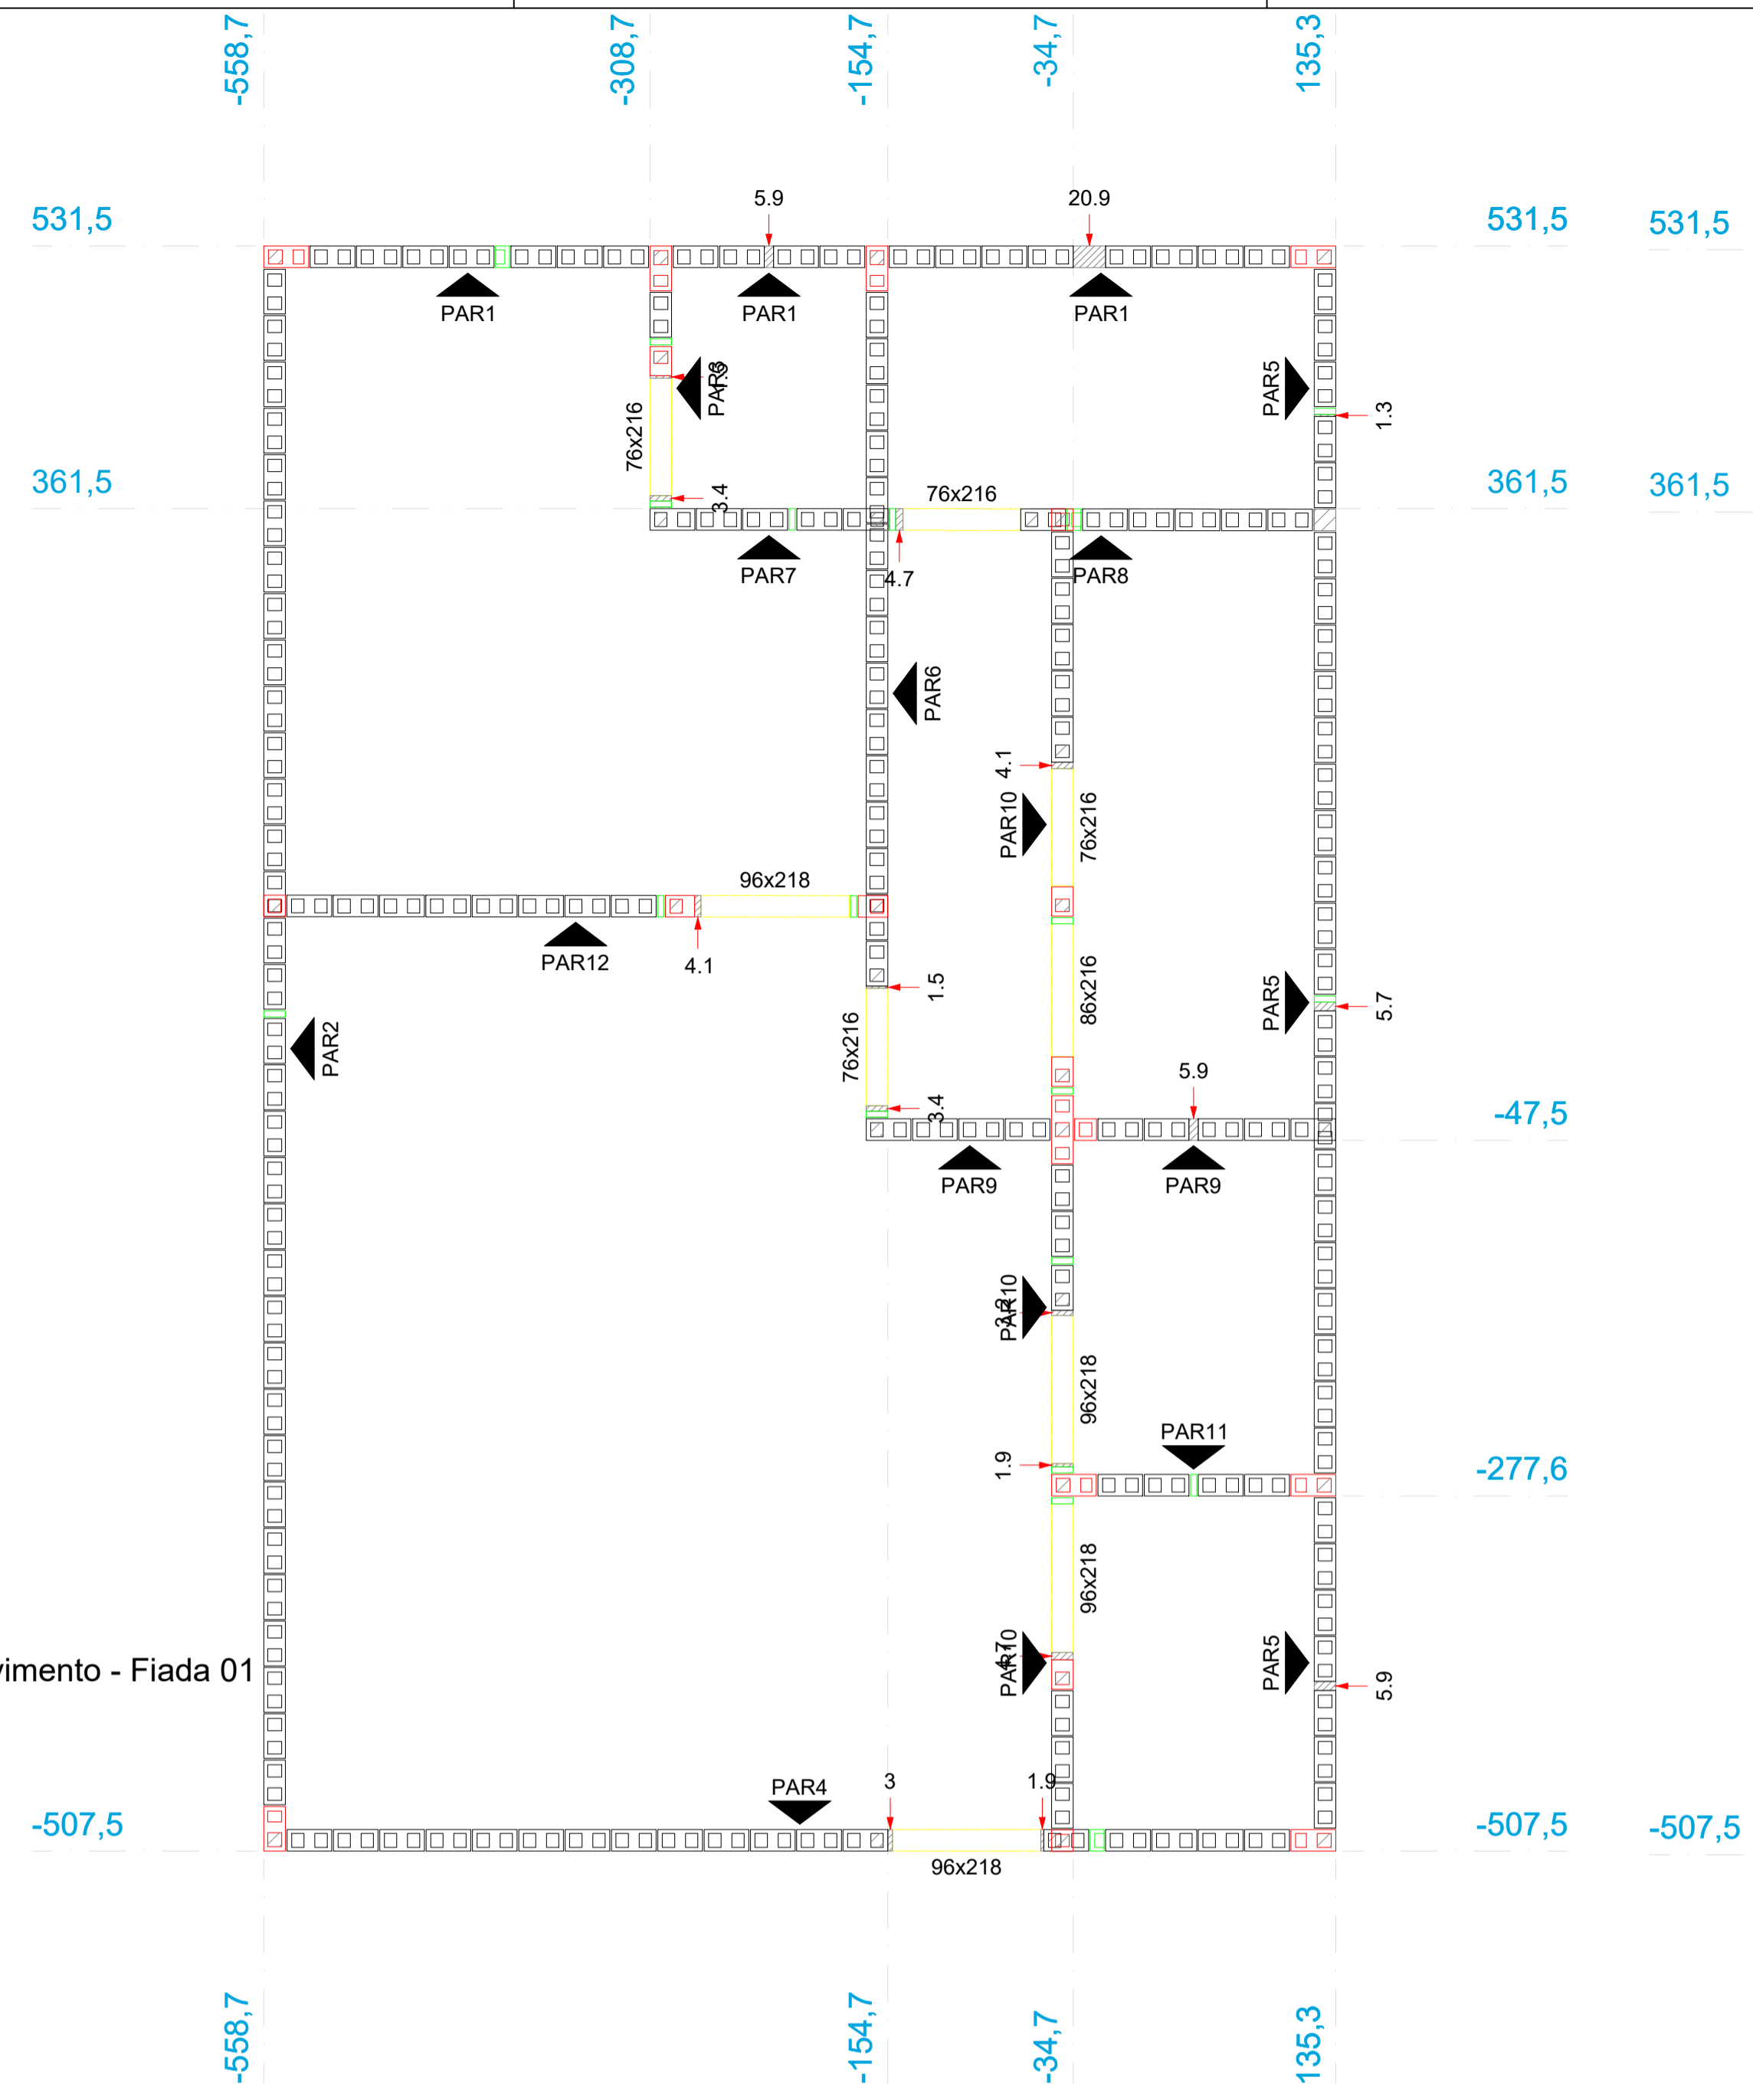 -558,7
-308,7
-154,7
-34,7
135,3
5.9
20.9
531,5
531,5
531,5
PAR1
PAR1
PAR1
PAR5
1.3
76x216
3.4
361,5
361,5
361,5
76x216
PAR7
4.7
PAR8
PAR6
4.1
PAR10
76x216
96x218
PAR12
4.1
1.5
86x216
PAR5
5.7
PAR2
76x216
3.4
5.9
-47,5
PAR9
PAR9
PAR10
96x218
PAR11
1.9
-277,6
96x218
vimento - Fiada 01
PAR10
PAR5
5.9
PAR4
3
1.9
-507,5
-507,5
-507,5
96x218
-558,7
-154,7
-34,7
135,3